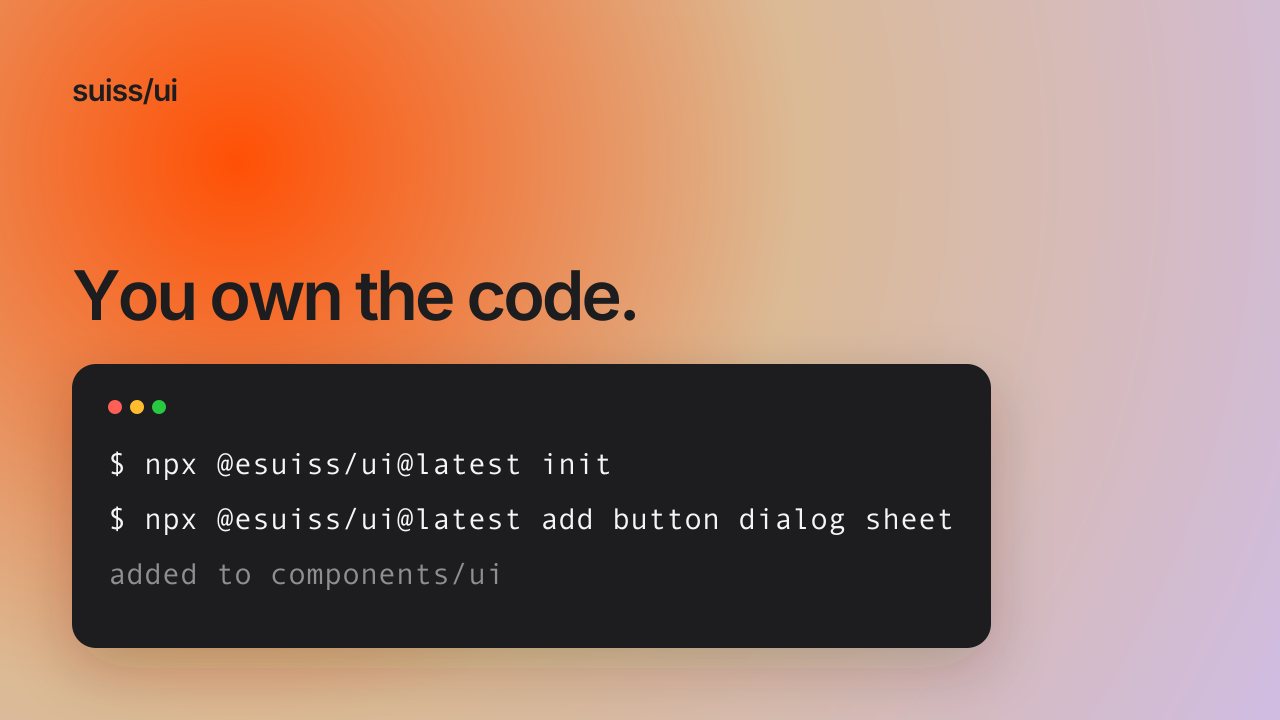 suiss/ui
You own the code.
$ npx @esuiss/ui@latest init
$ npx @esuiss/ui@latest add button dialog sheet
added to components/ui